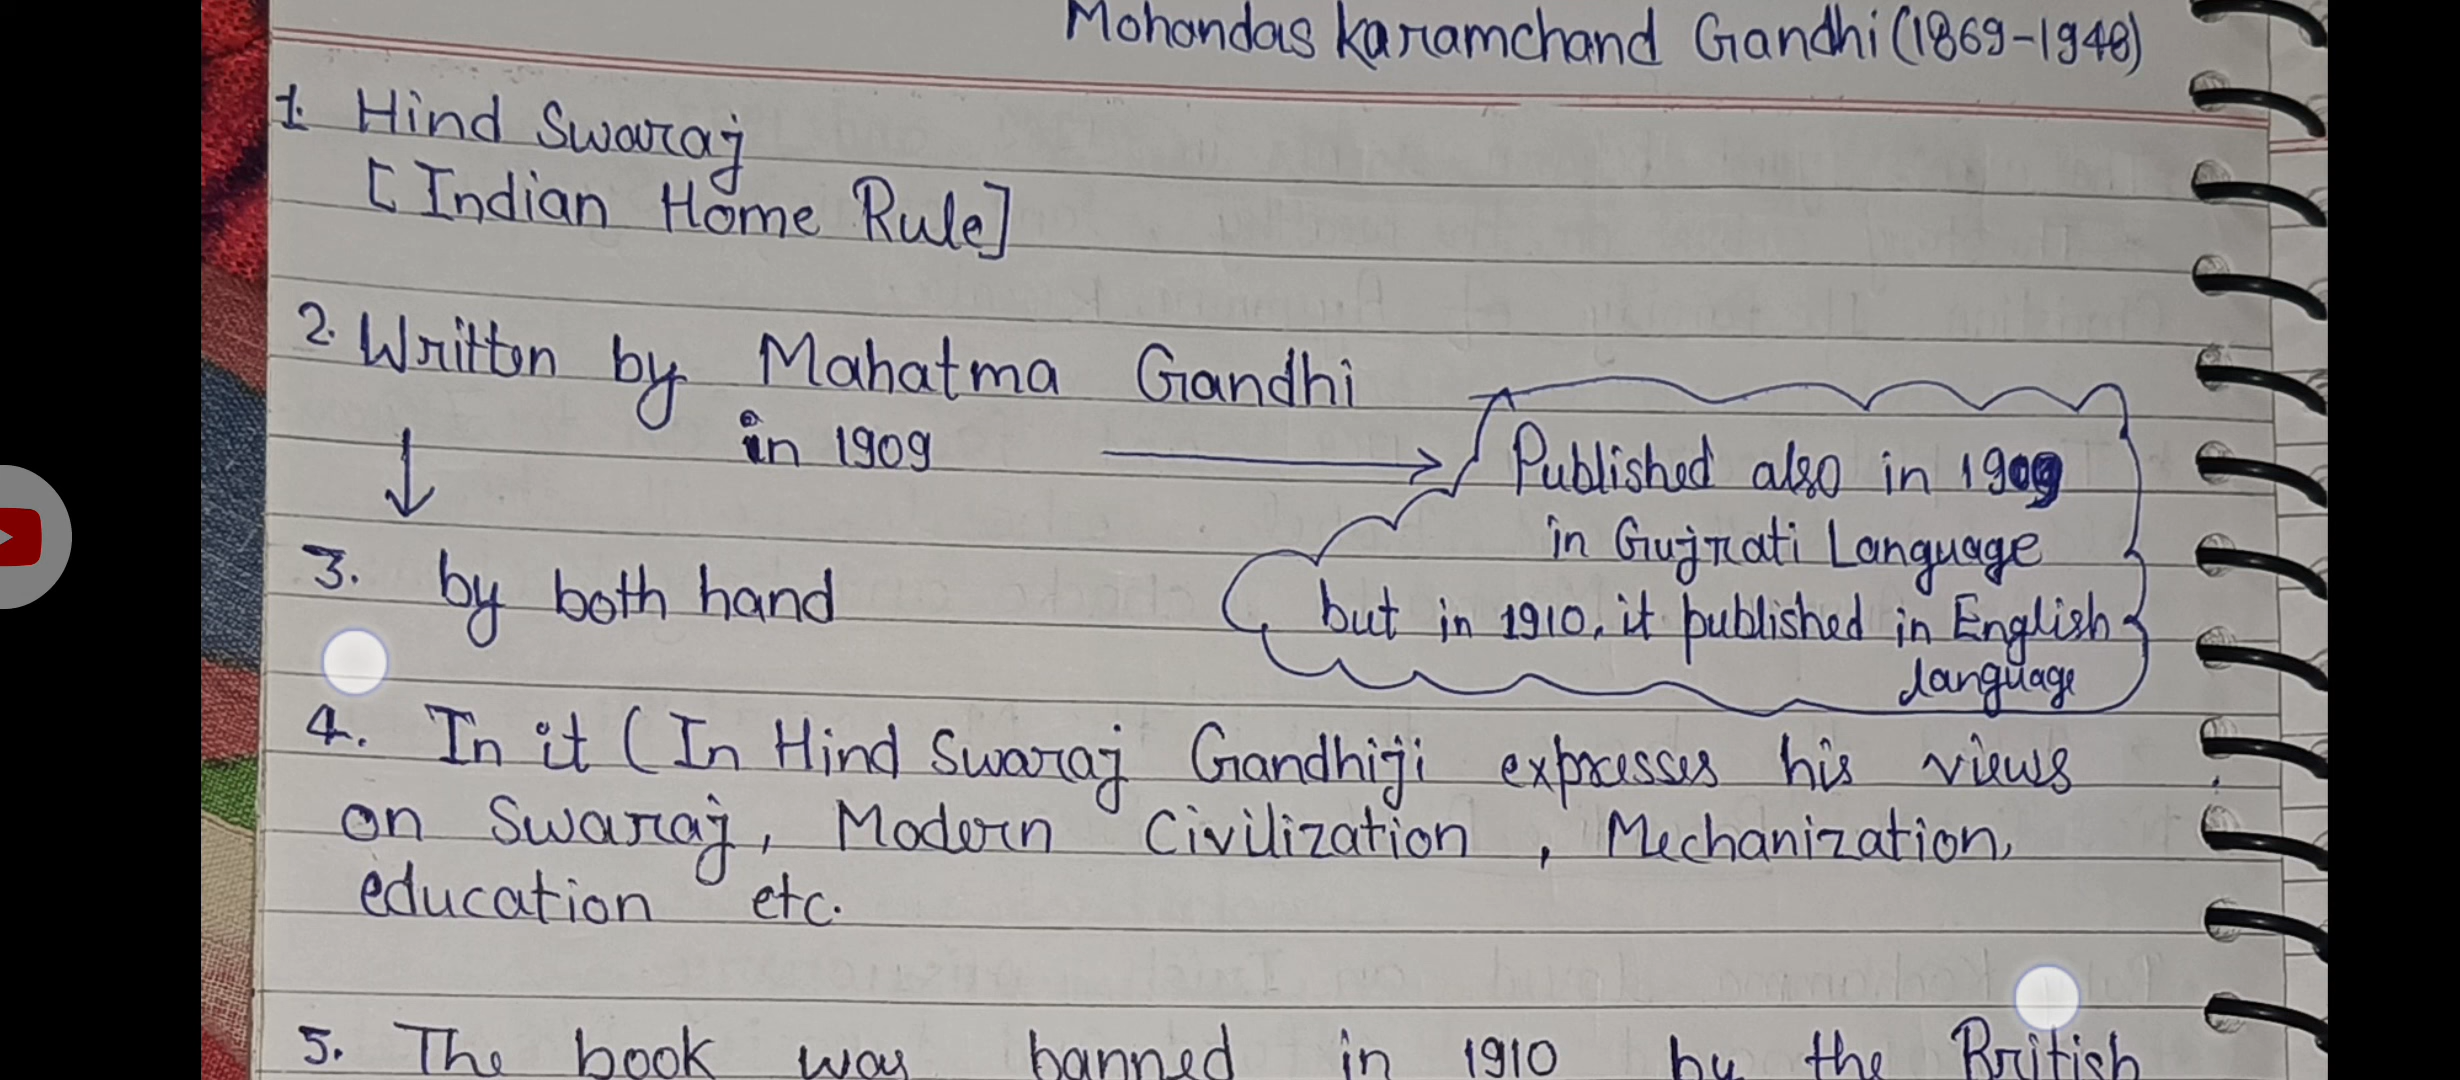 Mohandas Karamchand Gandhi (1869-1948)
1. Hind Swaraj
[Indian Home Rule]
2. Written by Mahatma Gandhi
in 1909
Published also in 1909
in Gujrati Language
3. by both hand
but in 1910, it published in English
language
4. In it (In Hind Swaraj Gandhiji expresses his views
on Swaraj, Modern Civilization, Mechanization,
education etc.
5. The book was banned in 1910 by the British